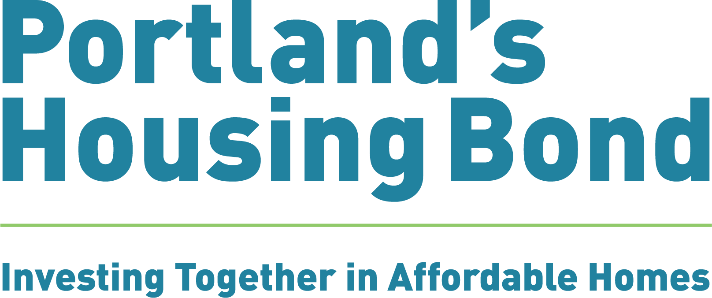 Portland's
Housing Bond
Investing Together in Affordable Homes